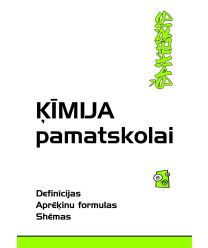 ĶĪMIJA
pamatskolai
Definīcijas
Aprēķinu formulas
Shēmas